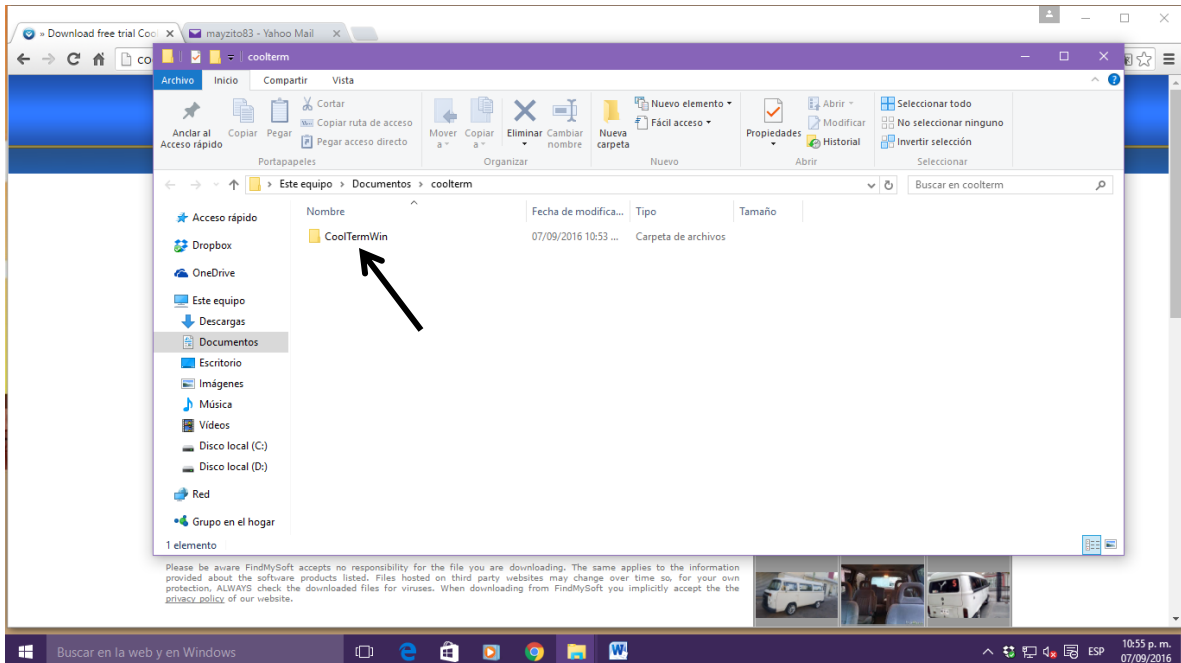 » Download free trial Coo
mayzito83 - Yahoo Mail
co
coolterm
Archivo Inicio Compartir Vista
Anclar al Acceso rápido
Copiar
Pegar
Cortar
Copiar ruta de acceso
Pegar acceso directo
Portapapeles
Mover a
Copiar a
Eliminar
Cambiar nombre
Organizar
Nueva carpeta
Nuevo elemento
Fácil acceso
Nuevo
Propiedades
Abrir
Modificar
Historial
Abrir
Seleccionar todo
No seleccionar ninguno
Invertir selección
Seleccionar
Este equipo > Documentos > coolterm
Buscar en coolterm
Nombre Fecha de modifica... Tipo Tamaño
CoolTermWin 07/09/2016 10:53 ... Carpeta de archivos
Acceso rápido
Dropbox
OneDrive
Este equipo
Descargas
Documentos
Escritorio
Imágenes
Música
Vídeos
Disco local (C:)
Disco local (D:)
Red
Grupo en el hogar
1 elemento
Please be aware FindMySoft accepts no responsibility for the file you are downloading. The same applies to the information
provided about the software products listed. Files hosted on third party websites may change over time so, for your own
protection, ALWAYS check the downloaded files for viruses. When downloading from FindMySoft you implicitly accept the the
privacy policy of our website.
Buscar en la web y en Windows
ESP
10:55 p. m.
07/09/2016